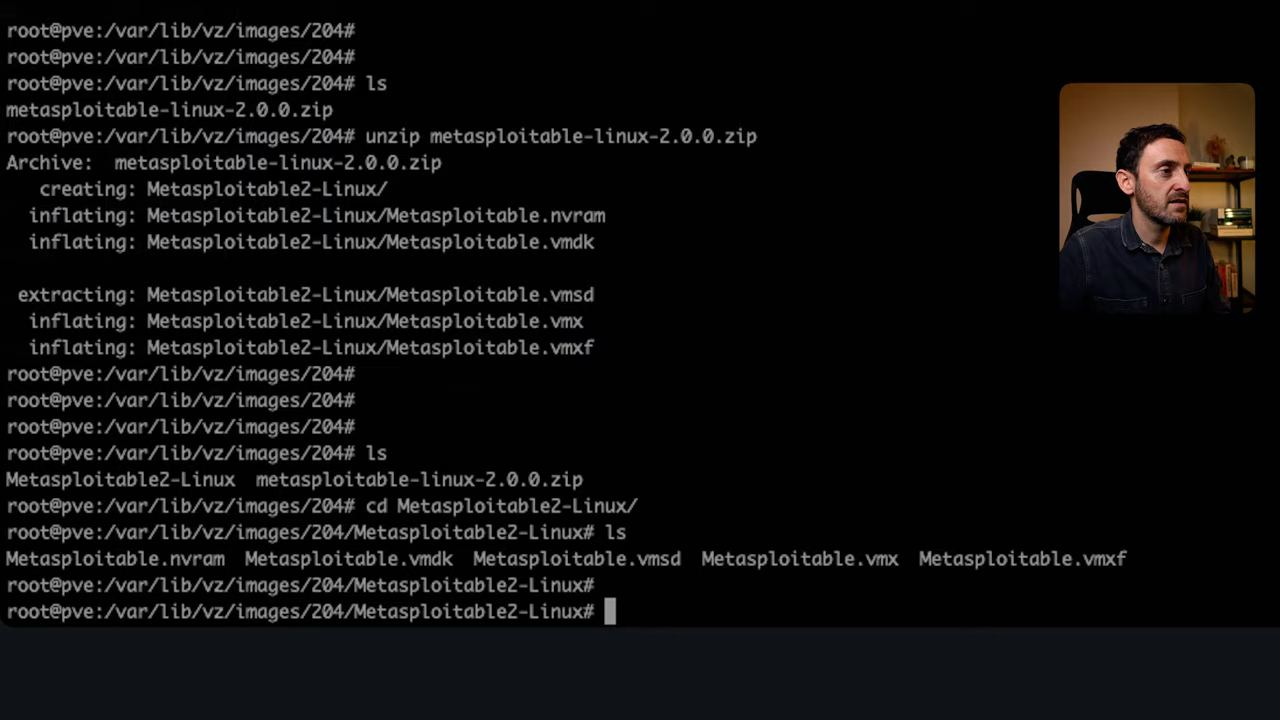 root@pve:/var/lib/vz/images/204#
root@pve:/var/lib/vz/images/204#
root@pve:/var/lib/vz/images/204# ls
metasploitable-linux-2.0.0.zip
root@pve:/var/lib/vz/images/204# unzip metasploitable-linux-2.0.0.zip
Archive:  metasploitable-linux-2.0.0.zip
   creating: Metasploitable2-Linux/
  inflating: Metasploitable2-Linux/Metasploitable.nvram
  inflating: Metasploitable2-Linux/Metasploitable.vmdk
 extracting: Metasploitable2-Linux/Metasploitable.vmsd
  inflating: Metasploitable2-Linux/Metasploitable.vmx
  inflating: Metasploitable2-Linux/Metasploitable.vmxf
root@pve:/var/lib/vz/images/204#
root@pve:/var/lib/vz/images/204#
root@pve:/var/lib/vz/images/204#
root@pve:/var/lib/vz/images/204# ls
Metasploitable2-Linux  metasploitable-linux-2.0.0.zip
root@pve:/var/lib/vz/images/204# cd Metasploitable2-Linux/
root@pve:/var/lib/vz/images/204/Metasploitable2-Linux# ls
Metasploitable.nvram  Metasploitable.vmdk  Metasploitable.vmsd  Metasploitable.vmx  Metasploitable.vmxf
root@pve:/var/lib/vz/images/204/Metasploitable2-Linux#
root@pve:/var/lib/vz/images/204/Metasploitable2-Linux#